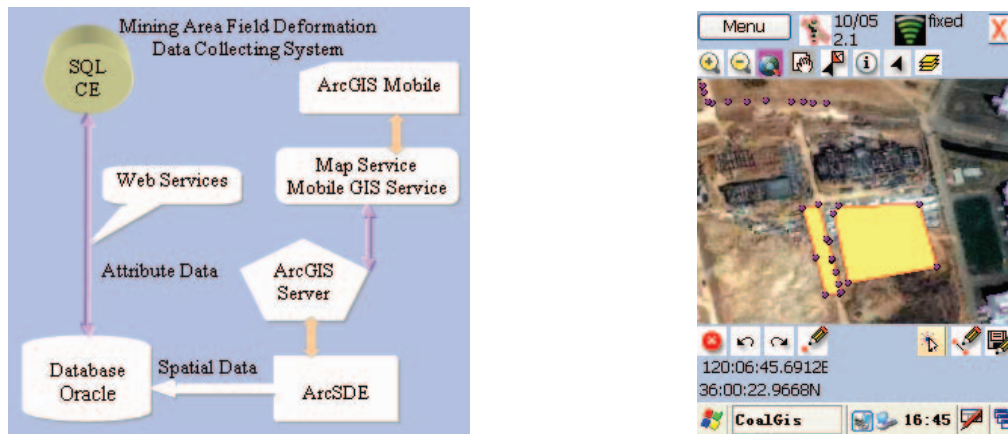 Mining Area Field Deformation
Data Collecting System
SQL
CE
ArcGIS Mobile
Map Service
Mobile GIS Service
Web Services
Attribute Data
ArcGIS
Server
Database
Oracle
Spatial Data
ArcSDE
Menu
10/05
2.1
fixed
120:06:45.6912E
36:00:22.9668N
CoalGis
16:45